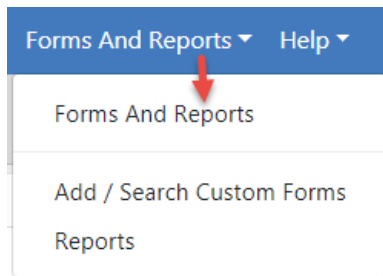 Forms And Reports Help
Forms And Reports
Add / Search Custom Forms
Reports